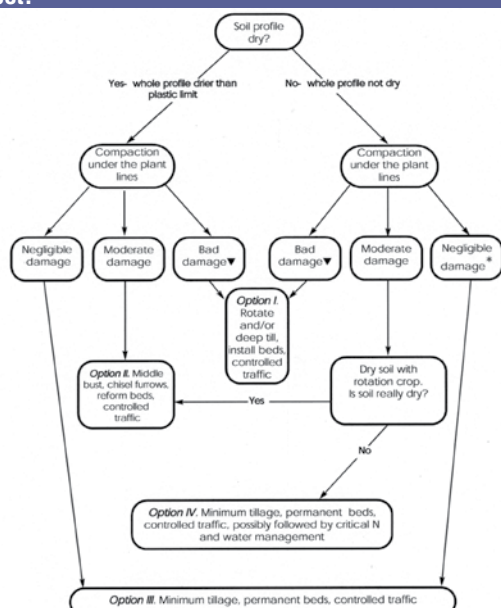 Soil profile
dry?
Yes- whole profile drier than
plastic limit
No- whole profile not dry
Compaction
under the plant
lines
Compaction
under the plant
lines
Negligible
damage
Moderate
damage
Bad
damage▼
Bad
damage▼
Moderate
damage
Negligible
damage*
Option I.
Rotate
and/or
deep till,
install beds,
controlled
traffic
Option II. Middle
bust, chisel furrows,
reform beds,
controlled
traffic
Yes
Dry soil with
rotation crop.
Is soil really dry?
No
Option IV. Minimum tillage, permanent beds,
controlled traffic, possibly followed by critical N
and water management
Option III. Minimum tillage, permanent beds, controlled traffic